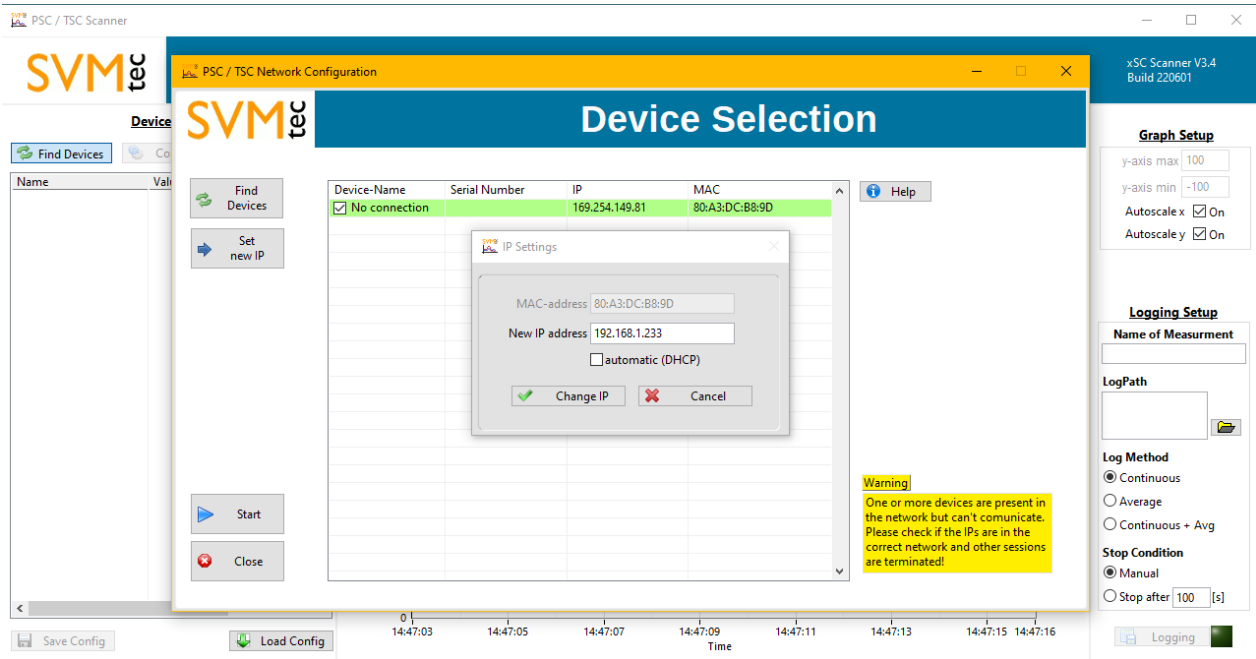 PSC / TSC Scanner
SVM tec
xSC Scanner V3.4
Build 220601
Device
Find Devices
Co
Name Valu
Save Config
Load Config
PSC / TSC Network Configuration
SVM tec
Device Selection
Find
Devices
Set
new IP
Start
Close
Device-Name Serial Number IP MAC
No connection 169.254.149.81 80:A3:DC:B8:9D
Help
IP Settings
MAC-address 80:A3:DC:B8:9D
New IP address 192.168.1.233
automatic (DHCP)
Change IP
Cancel
Warning
One or more devices are present in
the network but can't comunicate.
Please check if the IPs are in the
correct network and other sessions
are terminated!
0
14:47:03 14:47:05 14:47:07 14:47:09 14:47:11 14:47:13 14:47:15 14:47:16
Time
Graph Setup
y-axis max 100
y-axis min -100
Autoscale x On
Autoscale y On
Logging Setup
Name of Measurment
LogPath
Log Method
Continuous
Average
Continuous + Avg
Stop Condition
Manual
Stop after 100 [s]
Logging